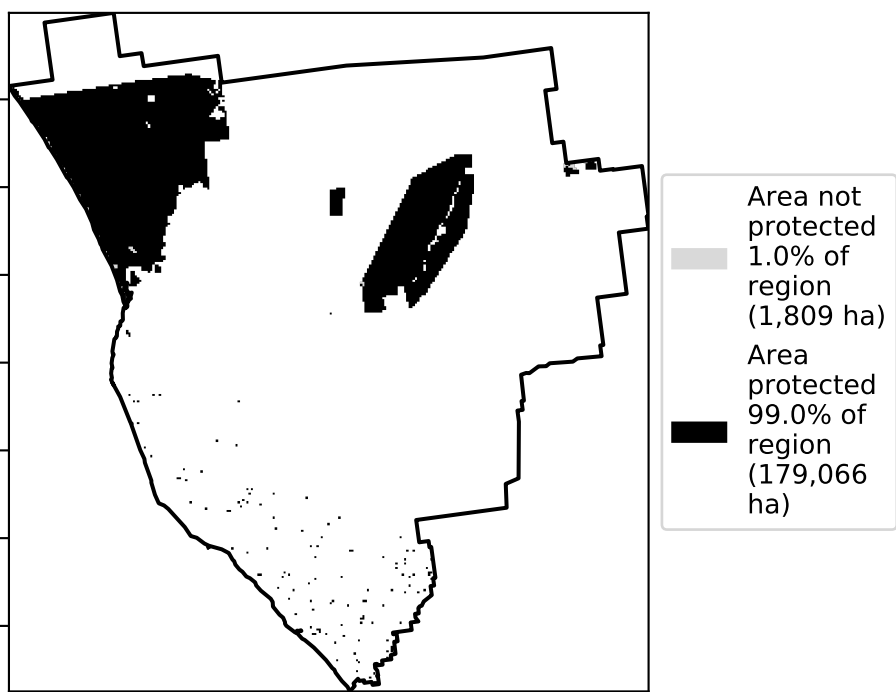 Area not
protected
1.0% of
region
(1,809 ha)
Area
protected
99.0% of
region
(179,066
ha)